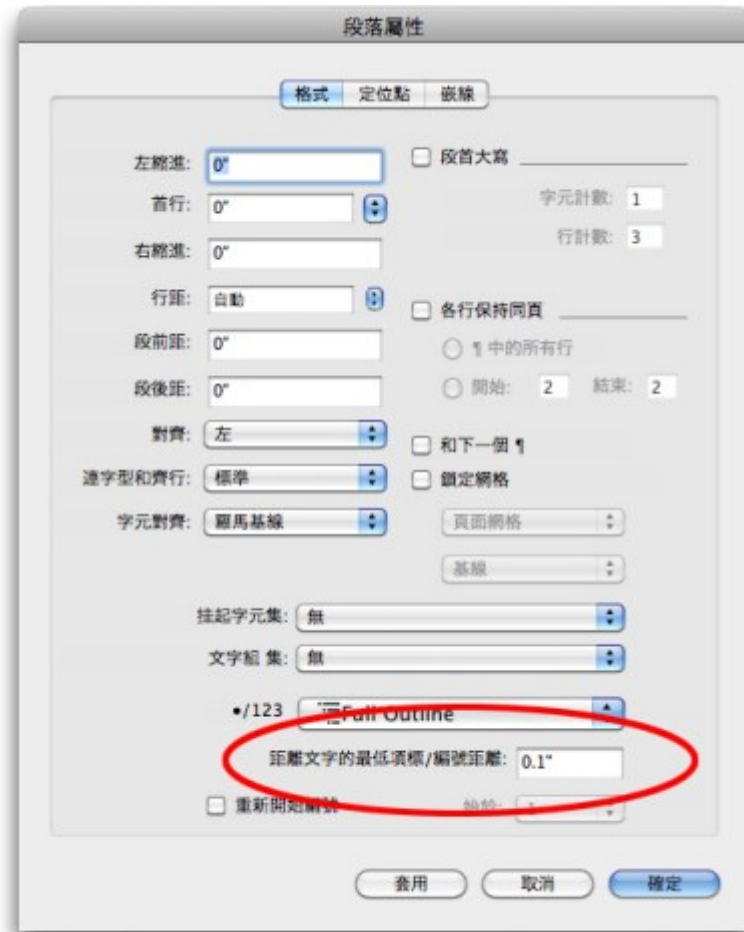 段落屬性
格式 定位點 嵌線
左縮進: 0"
首行: 0"
右縮進: 0"
行距: 自動
段前距: 0"
段後距: 0"
對齊: 左
連字型和齊行: 標準
字元對齊: 羅馬基線
段首大寫
字元計數: 1
行計數: 3
各行保持同頁
¶ 中的所有行
開始: 2 結束: 2
和下一個 ¶
鎖定網格
頁面網格
基線
挂起字元集: 無
文字組 集: 無
•/123 Full Outline
距離文字的最低項標/編號距離: 0.1"
重新開始編號 始於:
套用 取消 確定